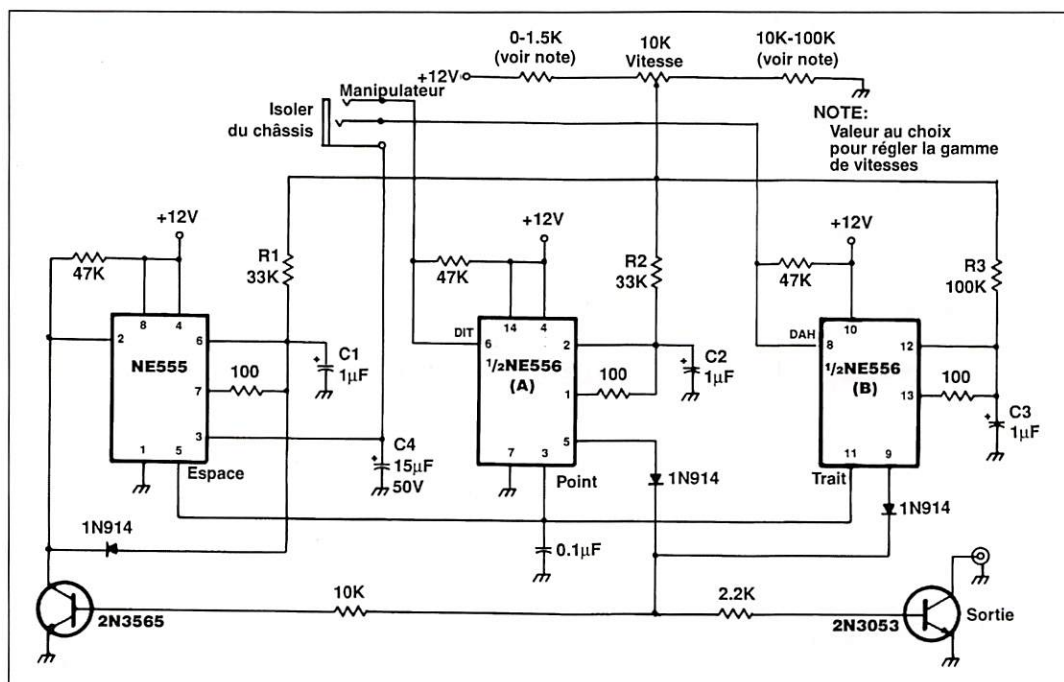 0-1.5K
(voir note)
10K
Vitesse
10K-100K
(voir note)
+12V
Manipulateur
Isoler
du châssis
NOTE:
Valeur au choix
pour régler la gamme
de vitesses
+12V
47K
R1
33K
+12V
47K
R2
33K
+12V
47K
R3
100K
8
4
2
NE555
6
7
3
1
5
100
+
C1
1µF
Espace
+
C4
15µF
50V
DIT
14
4
6
1/2NE556
(A)
2
1
5
7
3
100
+
C2
1µF
Point
1N914
DAH
10
8
1/2NE556
(B)
12
13
11
9
100
+
C3
1µF
Trait
1N914
1N914
0.1µF
10K
2.2K
2N3565
2N3053
Sortie